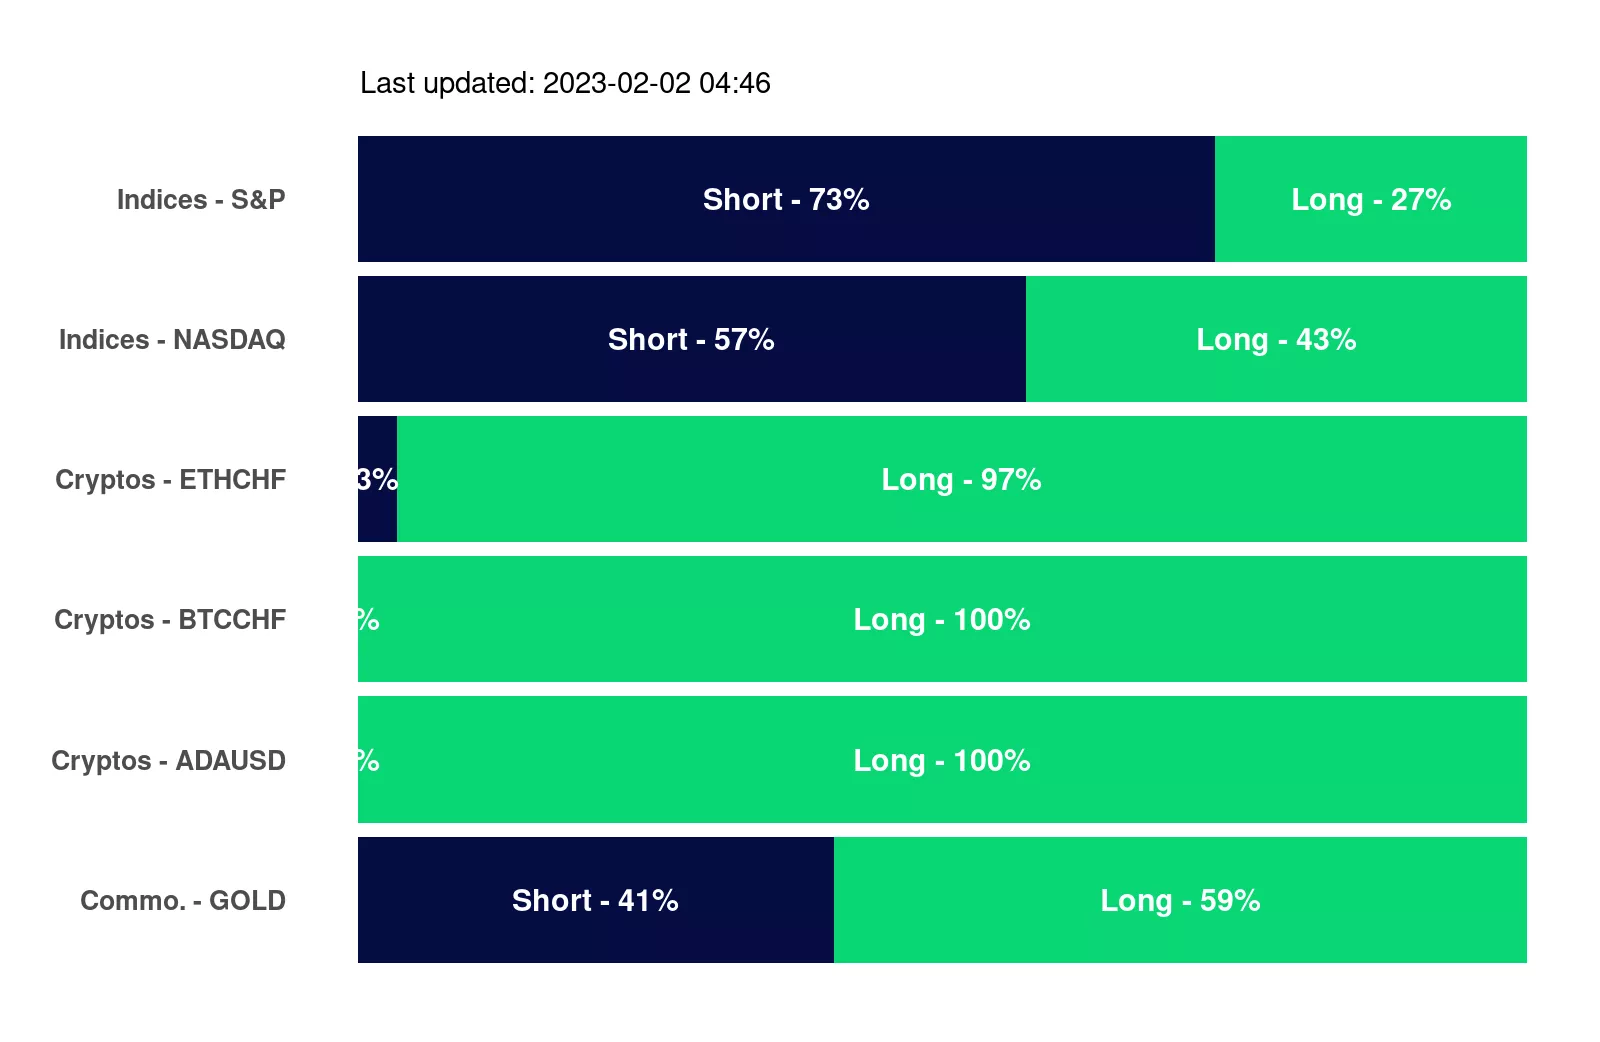 Last updated: 2023-02-02 04:46
Indices - S&P Short - 73% Long - 27%
Indices - NASDAQ Short - 57% Long - 43%
Cryptos - ETHCHF 3% Long - 97%
Cryptos - BTCCHF % Long - 100%
Cryptos - ADAUSD % Long - 100%
Commo. - GOLD Short - 41% Long - 59%